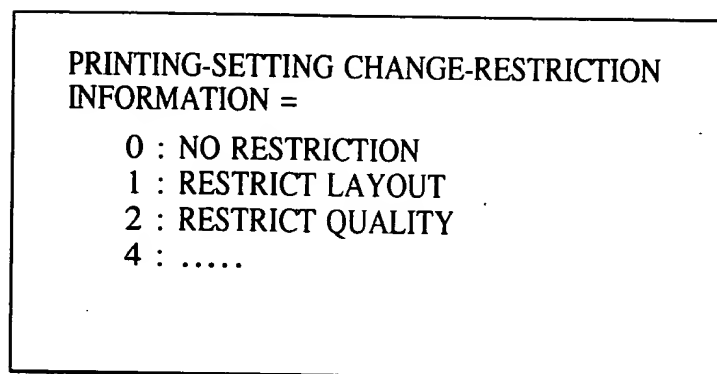 PRINTING-SETTING CHANGE-RESTRICTION
INFORMATION =
0 : NO RESTRICTION
1 : RESTRICT LAYOUT
2 : RESTRICT QUALITY
4 : .....